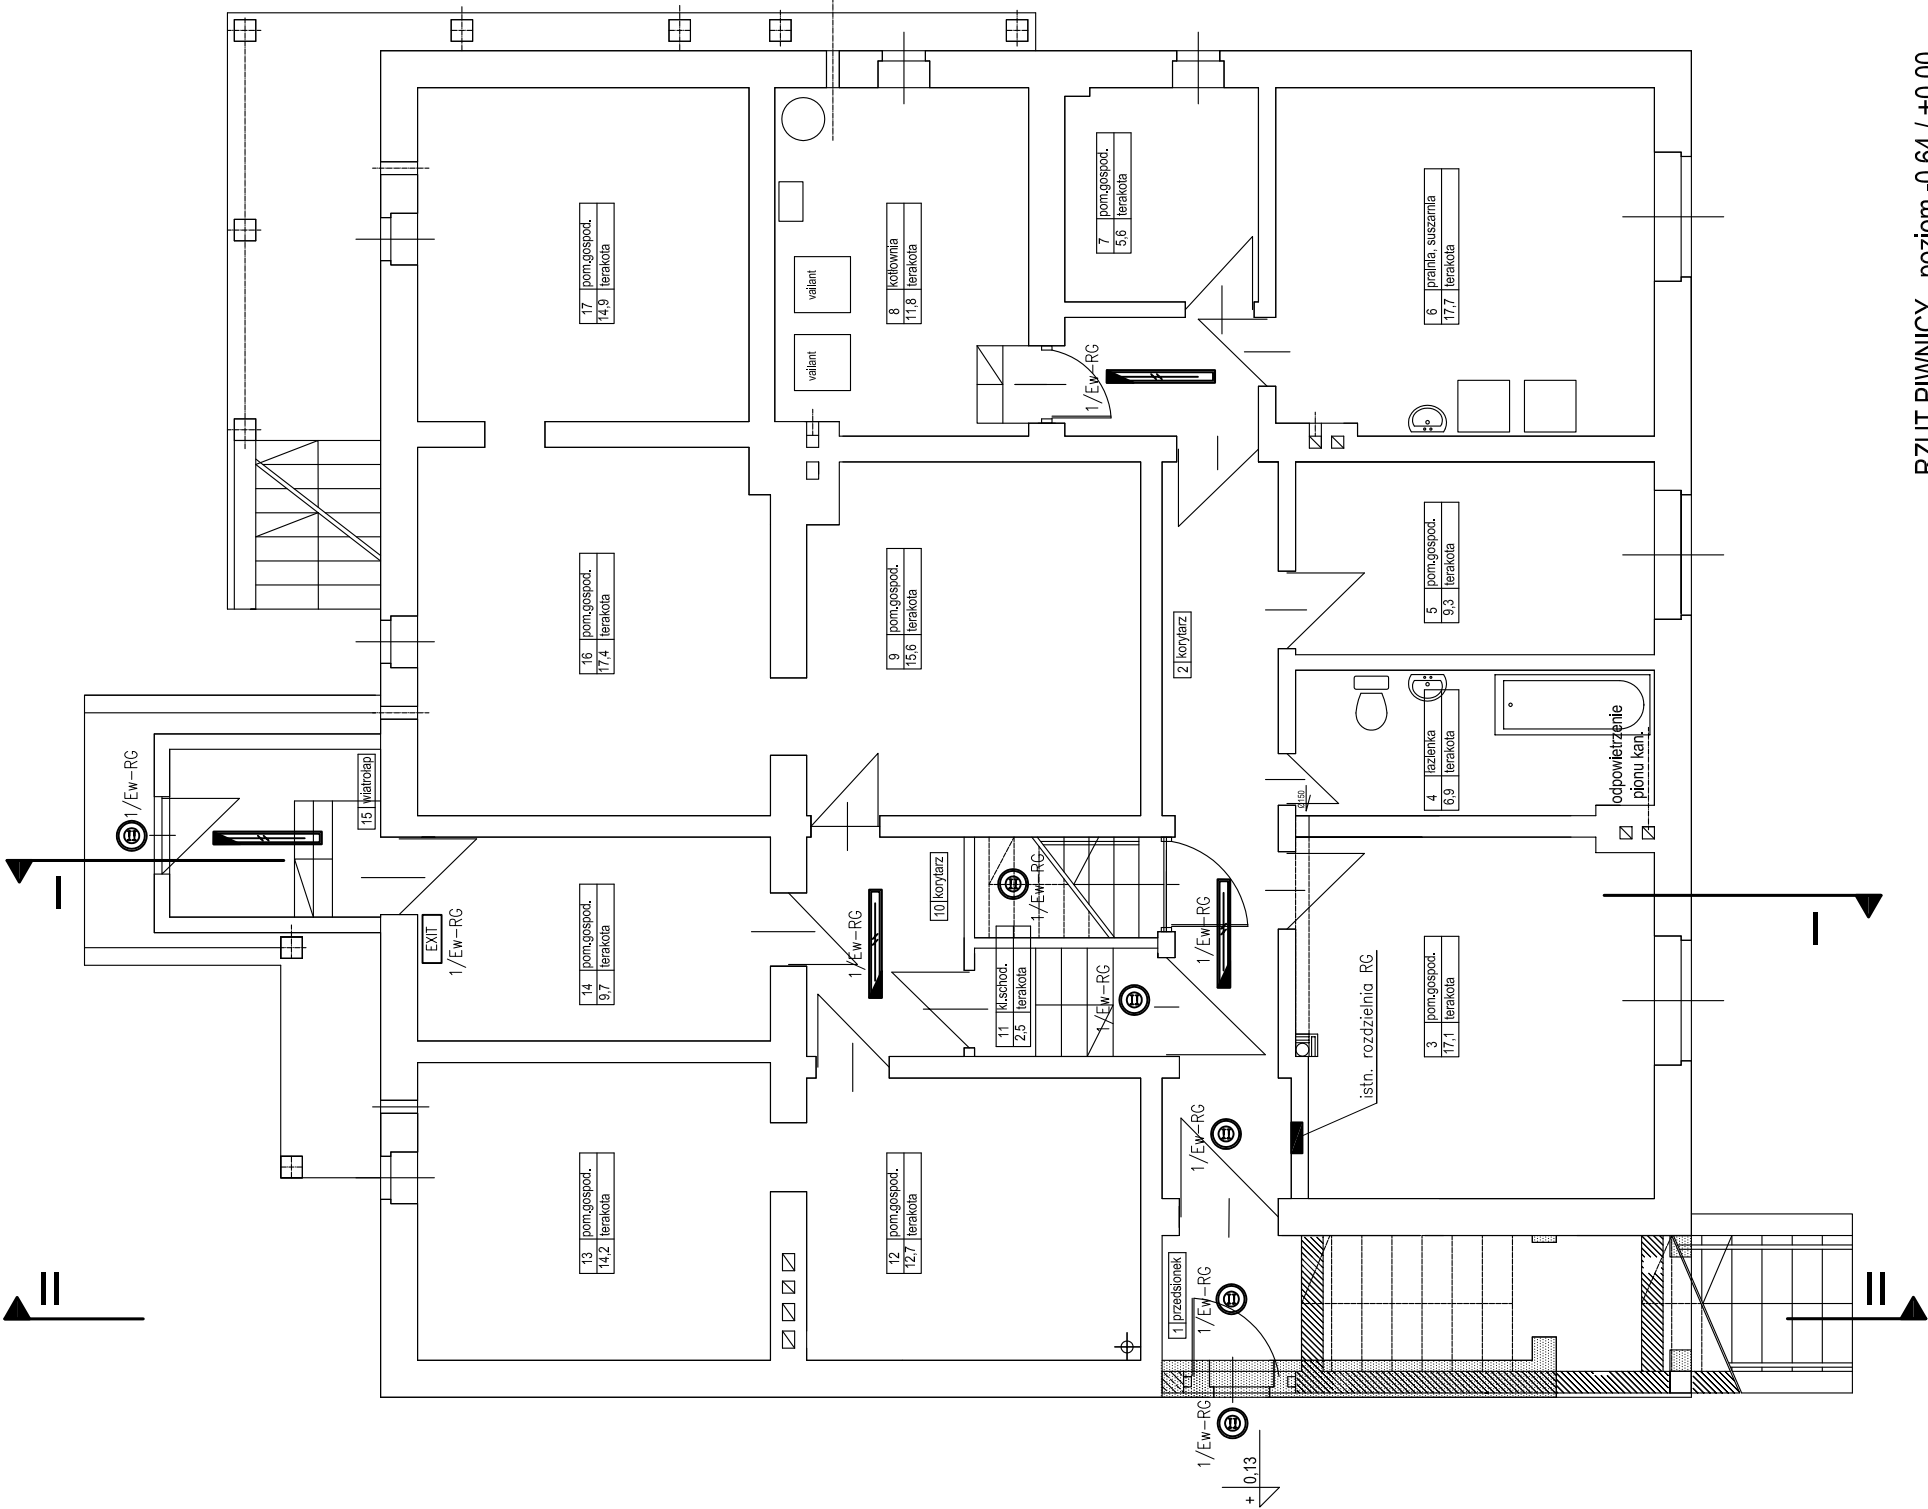 RZUT PIWNICY poziom -0,64 / ±0,00
17 pom.gospod.
14,9 terakota
8 kotłownia
11,8 terakota
vailant
vailant
7 pom.gospod.
5,6 terakota
6 pralnia, suszarnia
17,7 terakota
1/Ew-RG
16 pom.gospod.
17,4 terakota
9 pom.gospod.
15,6 terakota
2 korytarz
5 pom.gospod.
9,3 terakota
4 łazienka
6,9 terakota
odpowietrzenie
pionu kan.
Ø150
15 wiatrołap
1/Ew-RG
I
EXIT
1/Ew-RG
14 pom.gospod.
9,7 terakota
1/Ew-RG
10 korytarz
1/Ew-RG
11 kl.schod.
2,5 terakota
1/Ew-RG
1/Ew-RG
istn. rozdzielnia RG
3 pom.gospod.
17,1 terakota
I
13 pom.gospod.
14,2 terakota
12 pom.gospod.
12,7 terakota
1/Ew-RG
1 przedsionek
1/Ew-RG
1/Ew-RG
+ 0,13
II
II